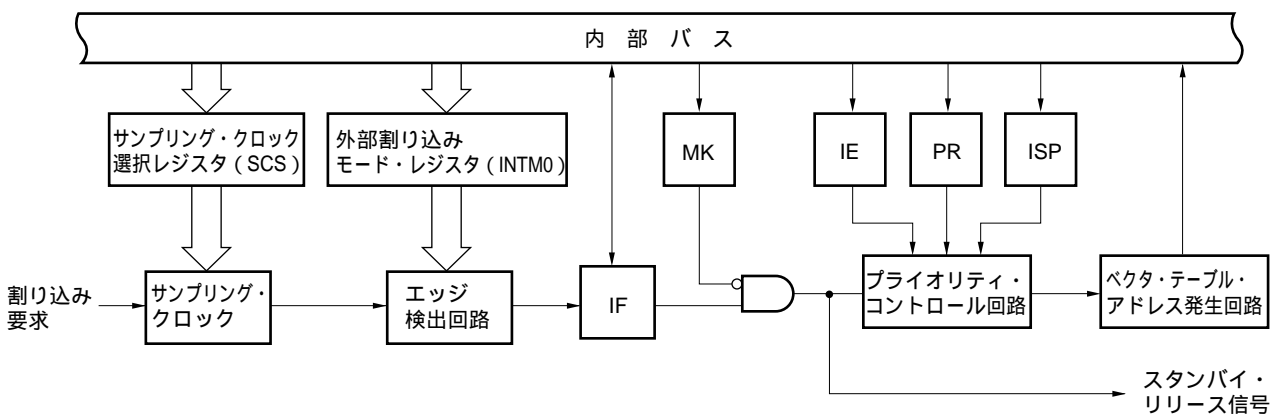 内 部 バ ス
サンプリング・クロック
選択レジスタ(SCS)
外部割り込み
モード・レジスタ(INTM0)
MK
IE
PR
ISP
割り込み
要求
サンプリング・
クロック
エッジ
検出回路
IF
プライオリティ・
コントロール回路
ベクタ・テーブル・
アドレス発生回路
スタンバイ・
リリース信号